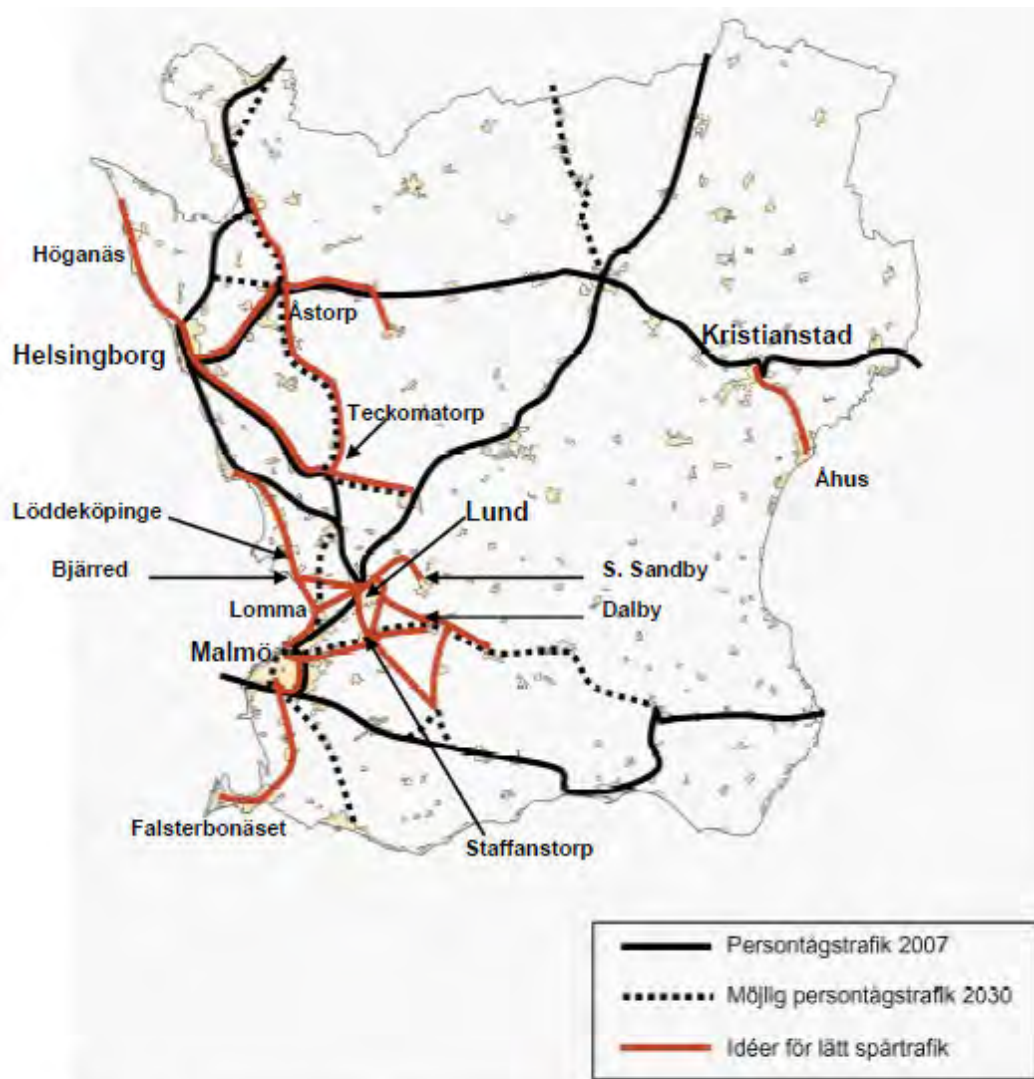 Höganäs
Åstorp
Helsingborg
Kristianstad
Teckomatorp
Åhus
Löddeköpinge
Lund
Bjärred
S. Sandby
Lomma
Dalby
Malmö
Falsterbonäset
Staffanstorp
Persontågstrafik 2007
Möjlig persontågstrafik 2030
Idéer för lätt spårtrafik